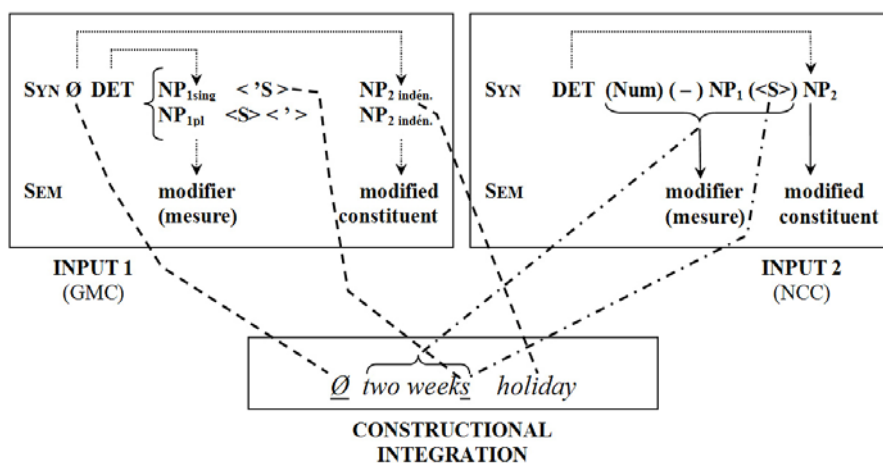 SYN Ø DET { NP1sing < 'S > NP2 indén.
NP1pl <S> < ' > NP2 indén.
SEM modifier modified
(mesure) constituent
INPUT 1
(GMC)
SYN DET (Num) ( – ) NP1 (<S>) NP2
SEM modifier modified
(mesure) constituent
INPUT 2
(NCC)
Ø two weeks holiday
CONSTRUCTIONAL
INTEGRATION